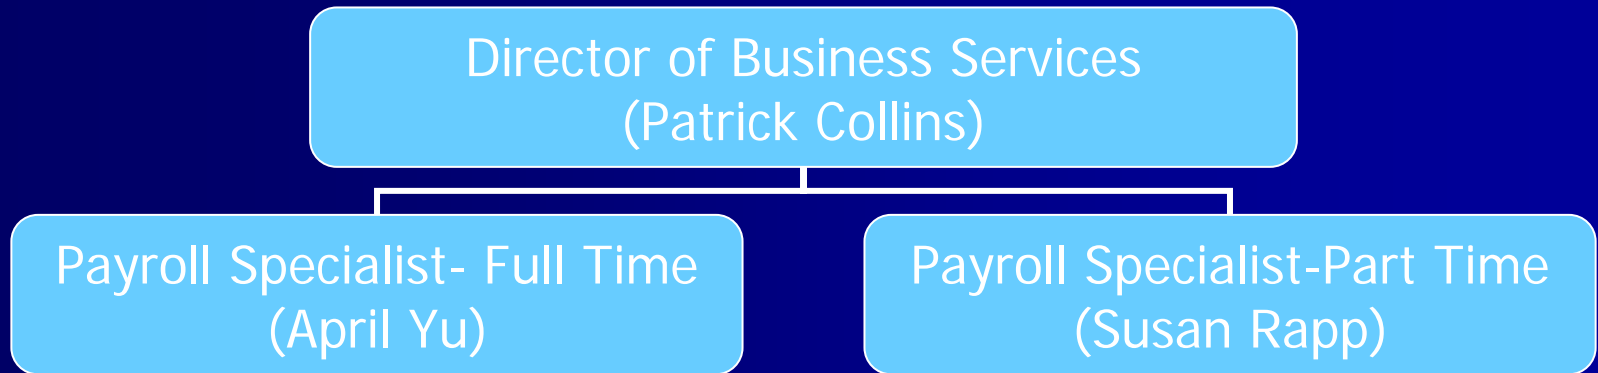 Director of Business Services
(Patrick Collins)
Payroll Specialist- Full Time
(April Yu)
Payroll Specialist-Part Time
(Susan Rapp)